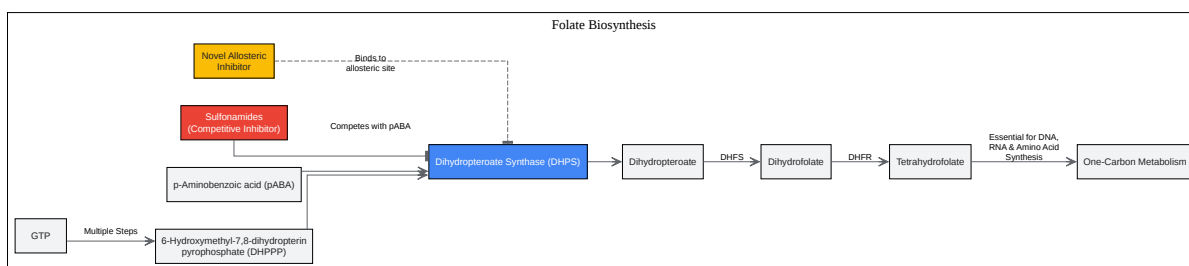 Folate Biosynthesis
Novel Allosteric
Inhibitor
Binds to
allosteric site
Sulfonamides
(Competitive Inhibitor)
Competes with pABA
p-Aminobenzoic acid (pABA)
GTP
Multiple Steps
6-Hydroxymethyl-7,8-dihydropterin
pyrophosphate (DHPPP)
Dihydropteroate Synthase (DHPS)
Dihydropteroate
DHFS
Dihydrofolate
DHFR
Tetrahydrofolate
Essential for DNA,
RNA & Amino Acid
Synthesis
One-Carbon Metabolism